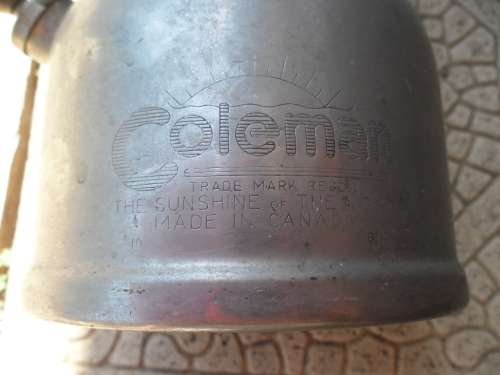 Coleman
TRADE MARK REG'D.
THE SUNSHINE OF THE
MADE IN CANADA